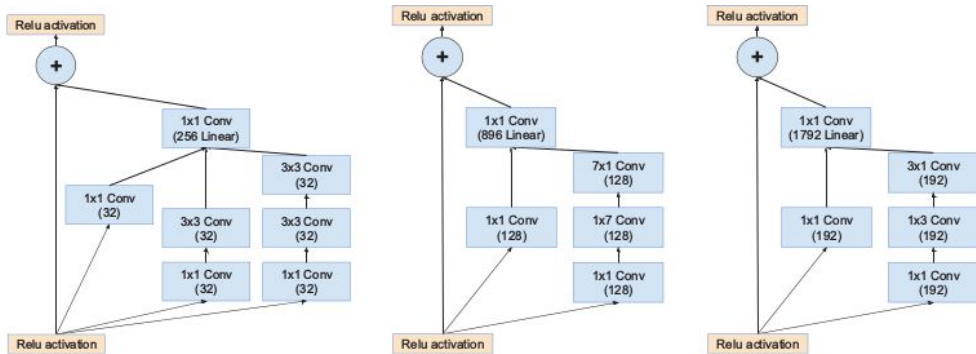 Relu activation
+
1x1 Conv
(256 Linear)
3x3 Conv
(32)
1x1 Conv
(32)
3x3 Conv
(32)
3x3 Conv
(32)
1x1 Conv
(32)
1x1 Conv
(32)
Relu activation
Relu activation
+
1x1 Conv
(896 Linear)
7x1 Conv
(128)
1x1 Conv
(128)
1x7 Conv
(128)
1x1 Conv
(128)
Relu activation
Relu activation
+
1x1 Conv
(1792 Linear)
3x1 Conv
(192)
1x1 Conv
(192)
1x3 Conv
(192)
1x1 Conv
(192)
Relu activation